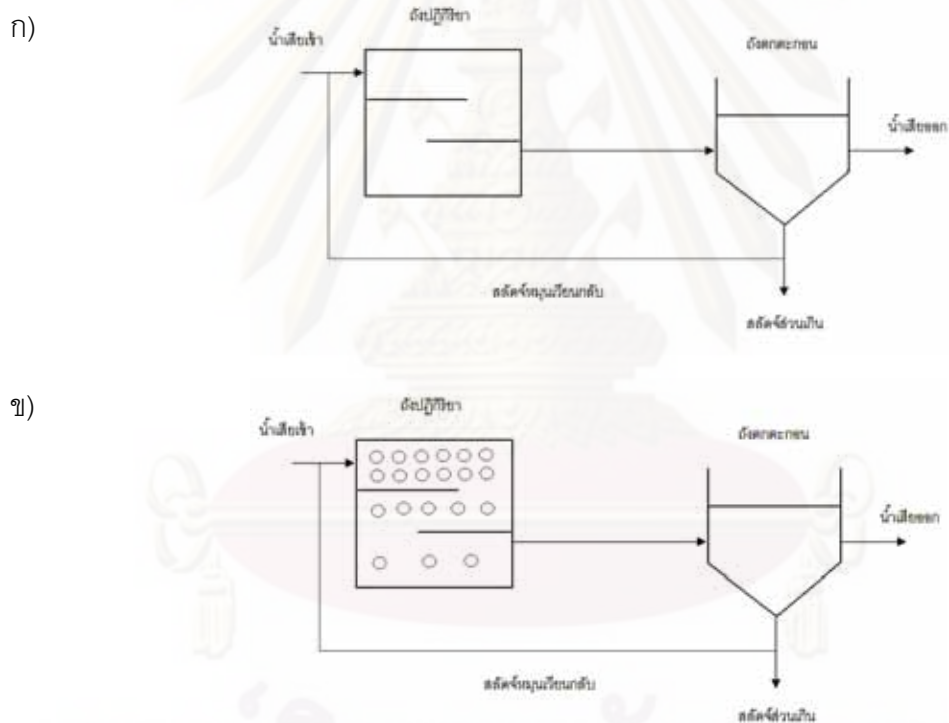 ก)
ถังปฏิกิริยา
น้ำเสียเข้า
ถังตกตะกอน
น้ำเสียออก
สลัดจ์หมุนเวียนกลับ
สลัดจ์ส่วนเกิน
ข)
ถังปฏิกิริยา
น้ำเสียเข้า
ถังตกตะกอน
น้ำเสียออก
สลัดจ์หมุนเวียนกลับ
สลัดจ์ส่วนเกิน